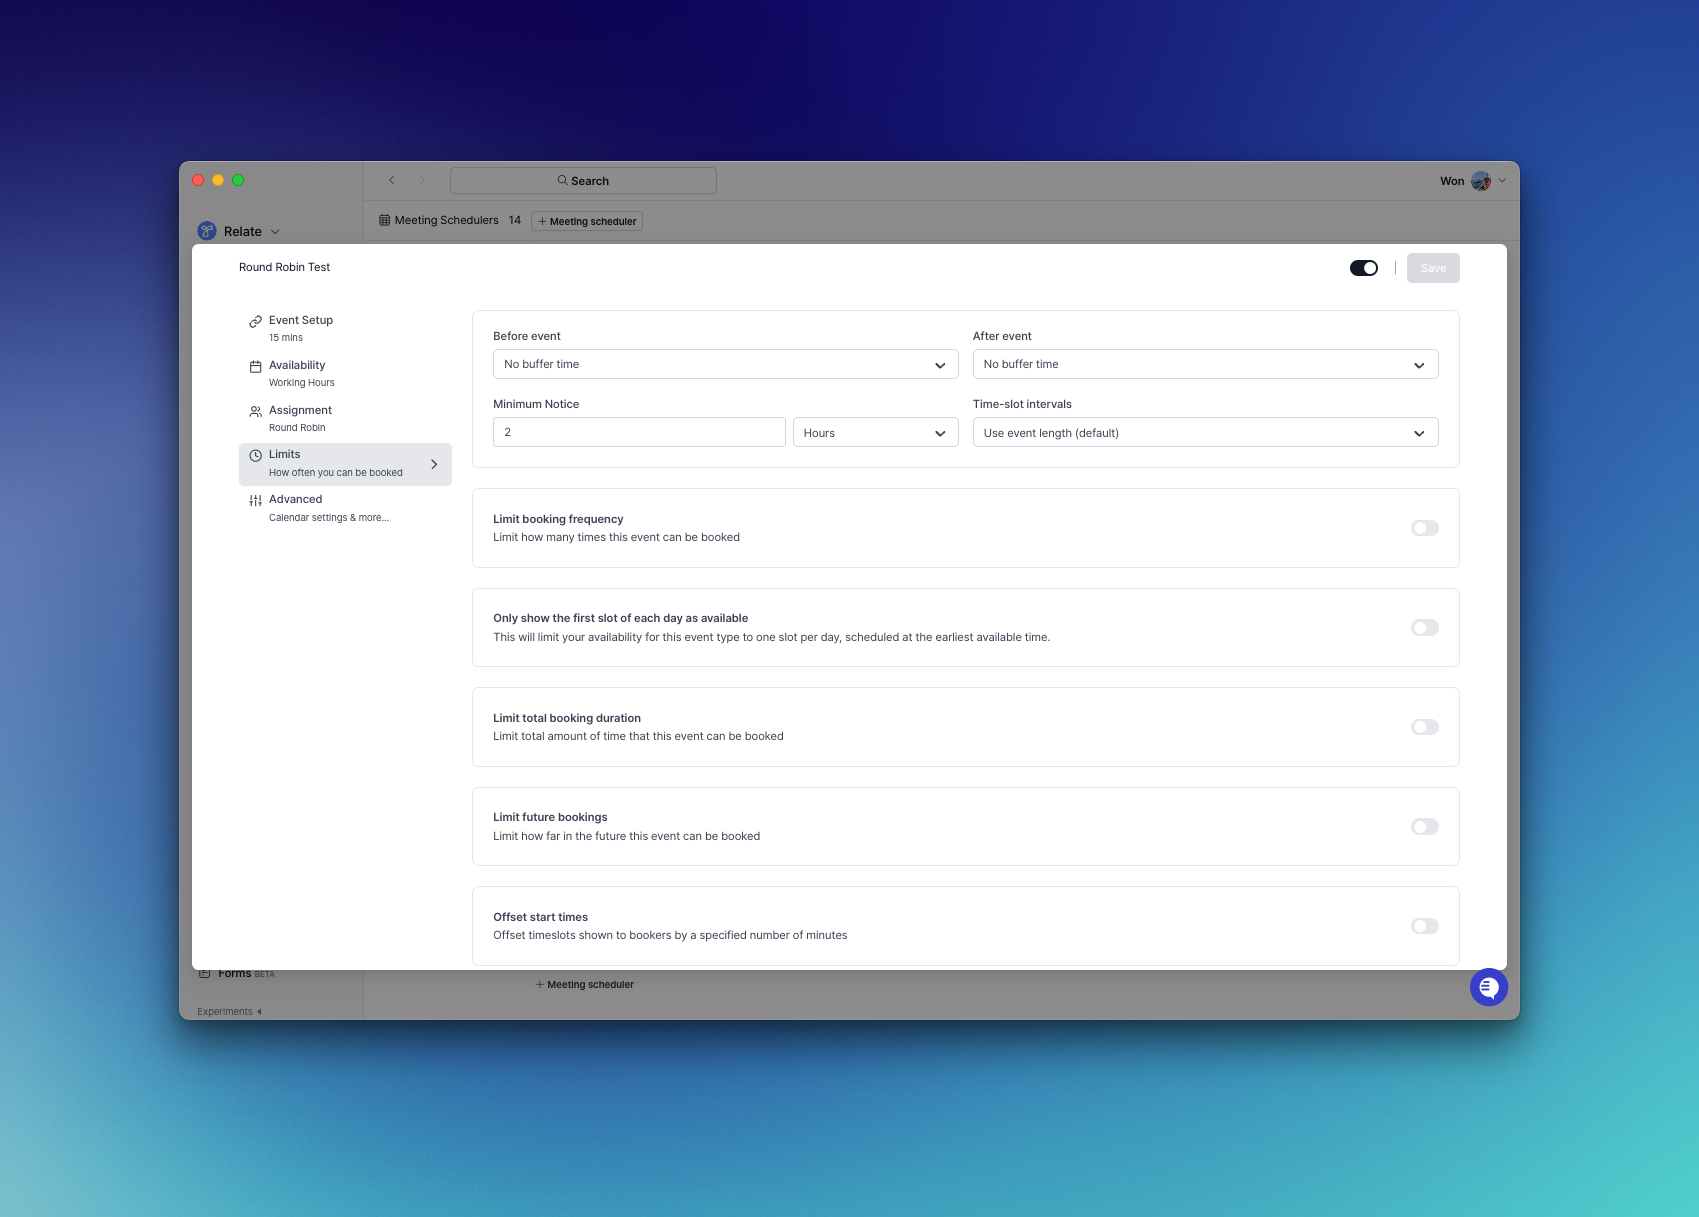 Search
Won
Meeting Schedulers 14
+ Meeting scheduler
Relate
Round Robin Test
Save
Event Setup
15 mins
Availability
Working Hours
Assignment
Round Robin
Limits
How often you can be booked
Advanced
Calendar settings & more...
Before event
No buffer time
After event
No buffer time
Minimum Notice
2
Hours
Time-slot intervals
Use event length (default)
Limit booking frequency
Limit how many times this event can be booked
Only show the first slot of each day as available
This will limit your availability for this event type to one slot per day, scheduled at the earliest available time.
Limit total booking duration
Limit total amount of time that this event can be booked
Limit future bookings
Limit how far in the future this event can be booked
Offset start times
Offset timeslots shown to bookers by a specified number of minutes
Forms BETA
+ Meeting scheduler
Experiments